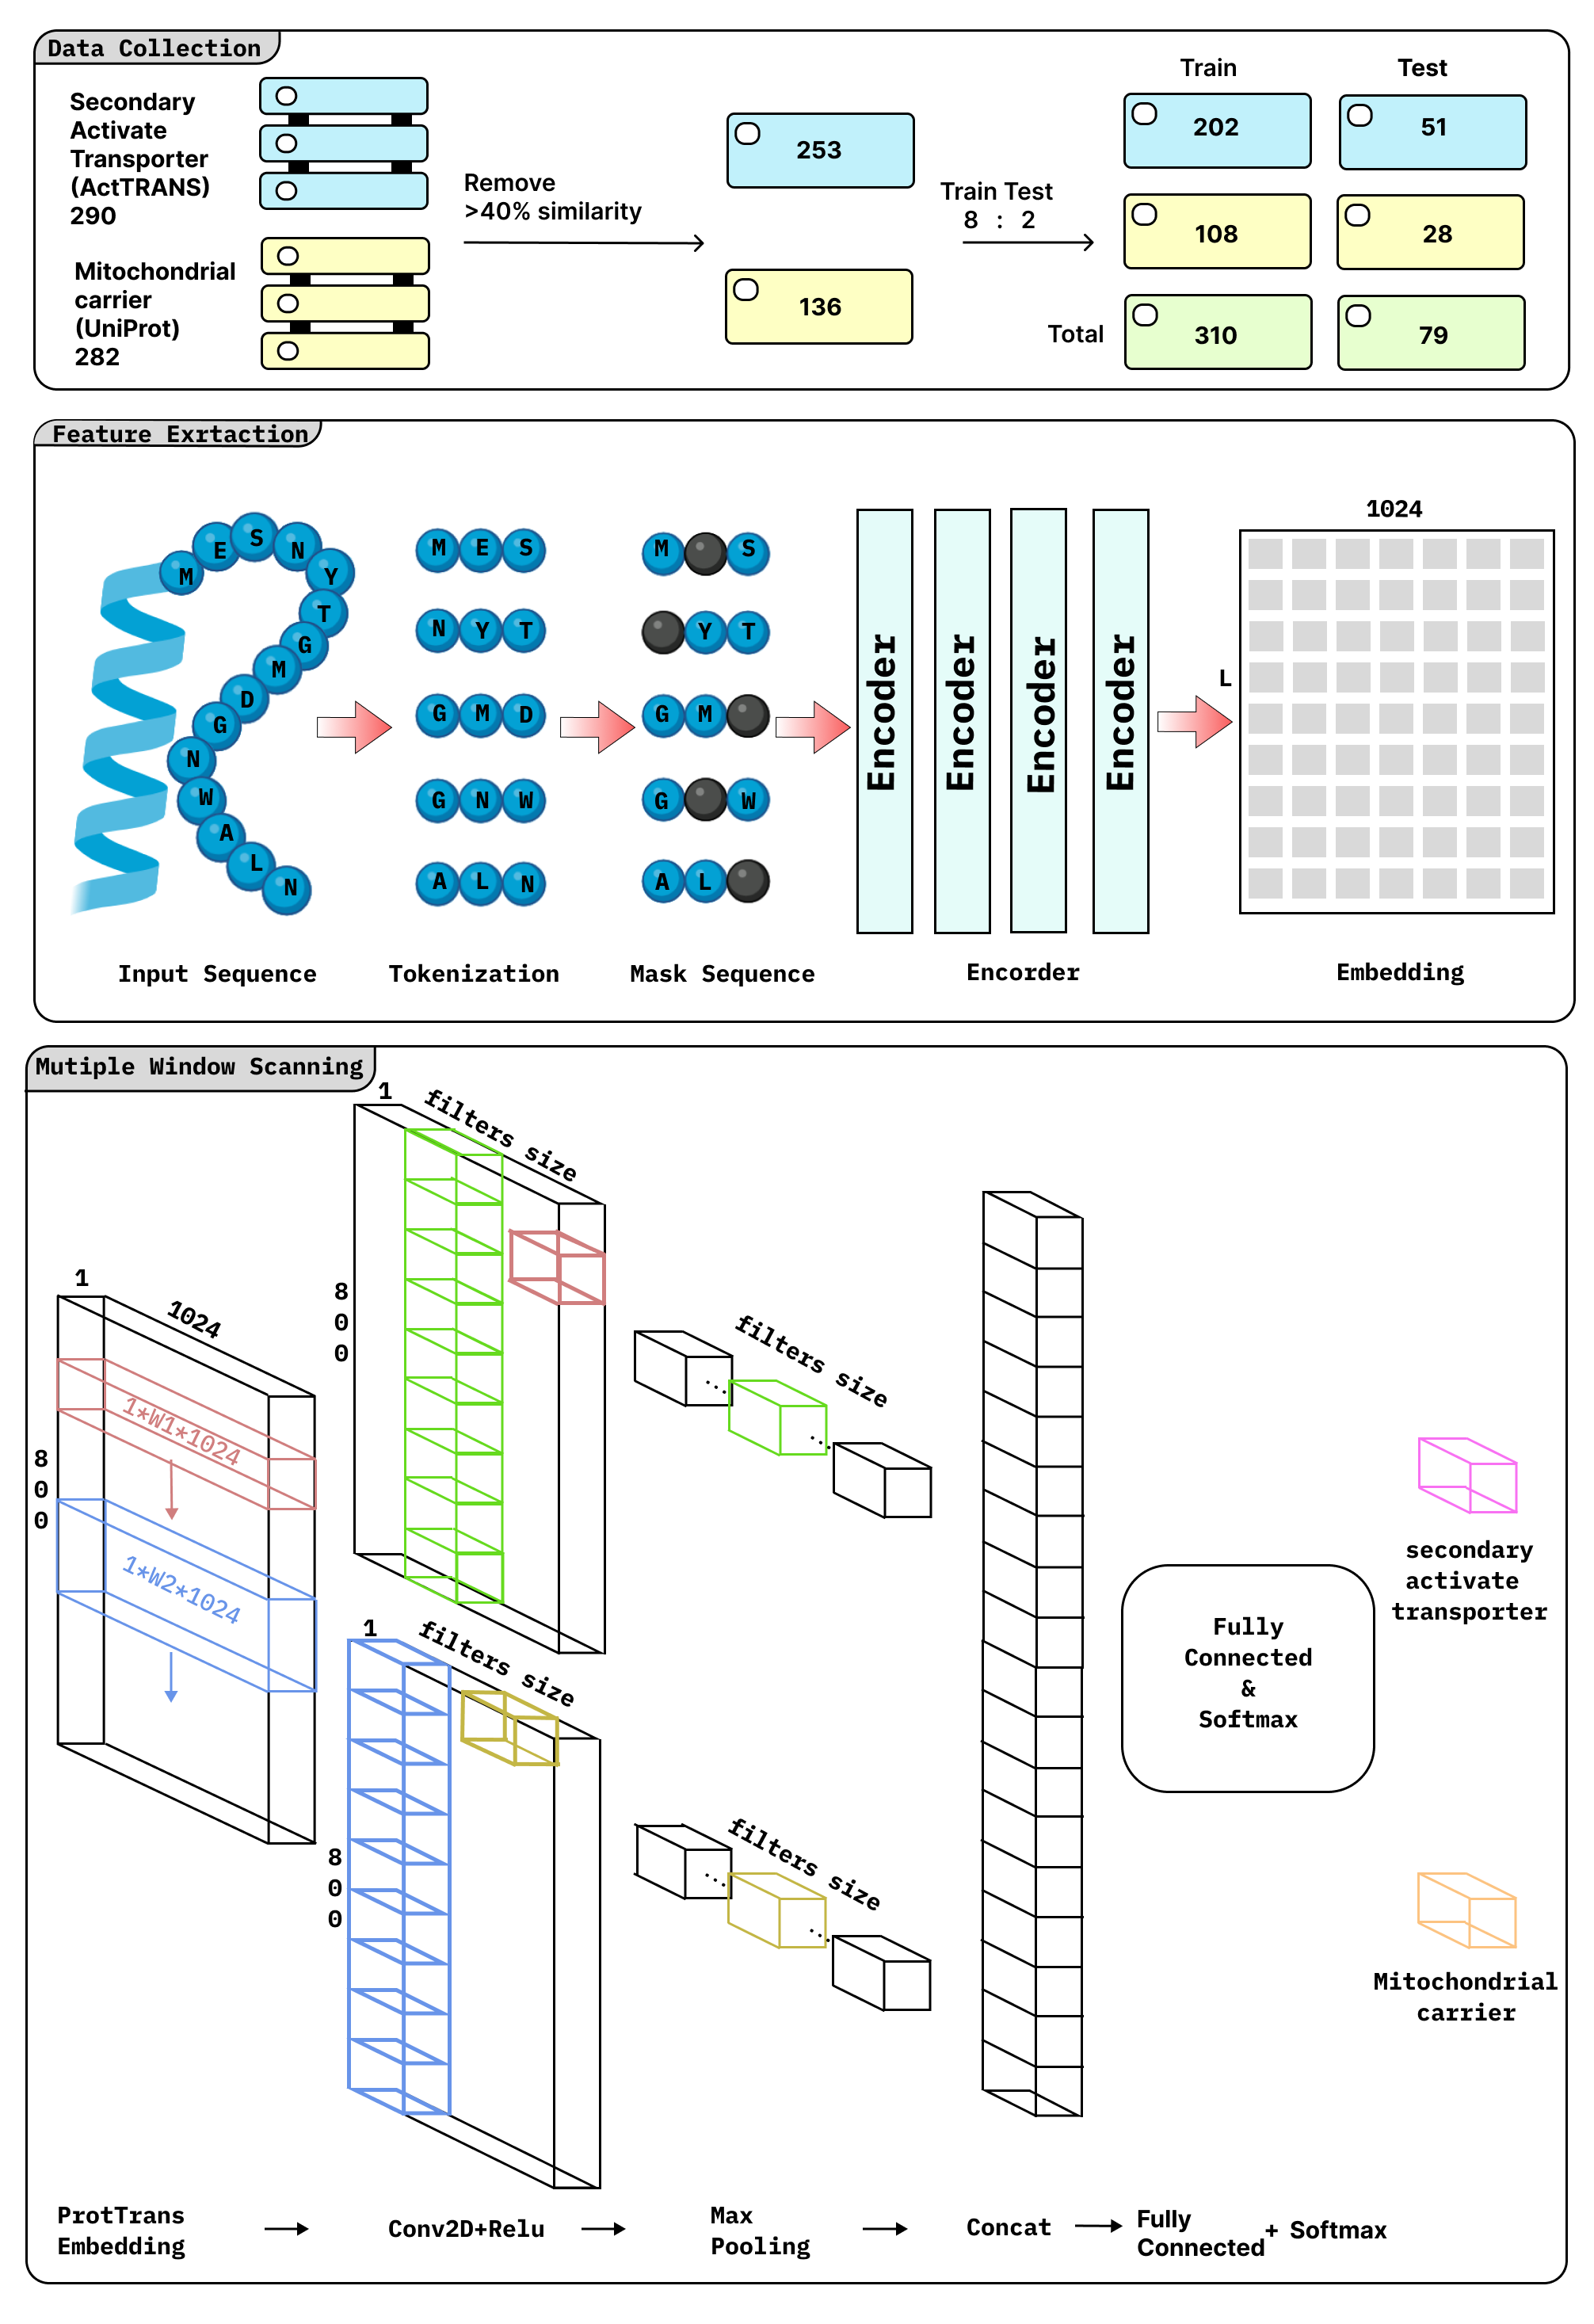 Data Collection
Secondary
Activate
Transporter
(ActTRANS)
290
Mitochondrial
carrier
(UniProt)
282
Remove
>40% similarity
253
136
Train Test
8 : 2
Train
Test
202
51
108
28
Total
310
79
Feature Exrtaction
M
E
S
N
Y
T
G
M
D
G
N
W
A
L
N
M E S
N Y T
G M D
G N W
A L N
M S
Y T
G M
G W
A L
Encoder
Encoder
Encoder
Encoder
1024
L
Input Sequence
Tokenization
Mask Sequence
Encorder
Embedding
Mutiple Window Scanning
1
1024
800
1*W1*1024
1*W2*1024
1
filters size
800
1
filters size
800
filters size
filters size
Fully
Connected
&
Softmax
secondary
activate
transporter
Mitochondrial
carrier
ProtTrans
Embedding
Conv2D+Relu
Max
Pooling
Concat
Fully
Connected
+ Softmax